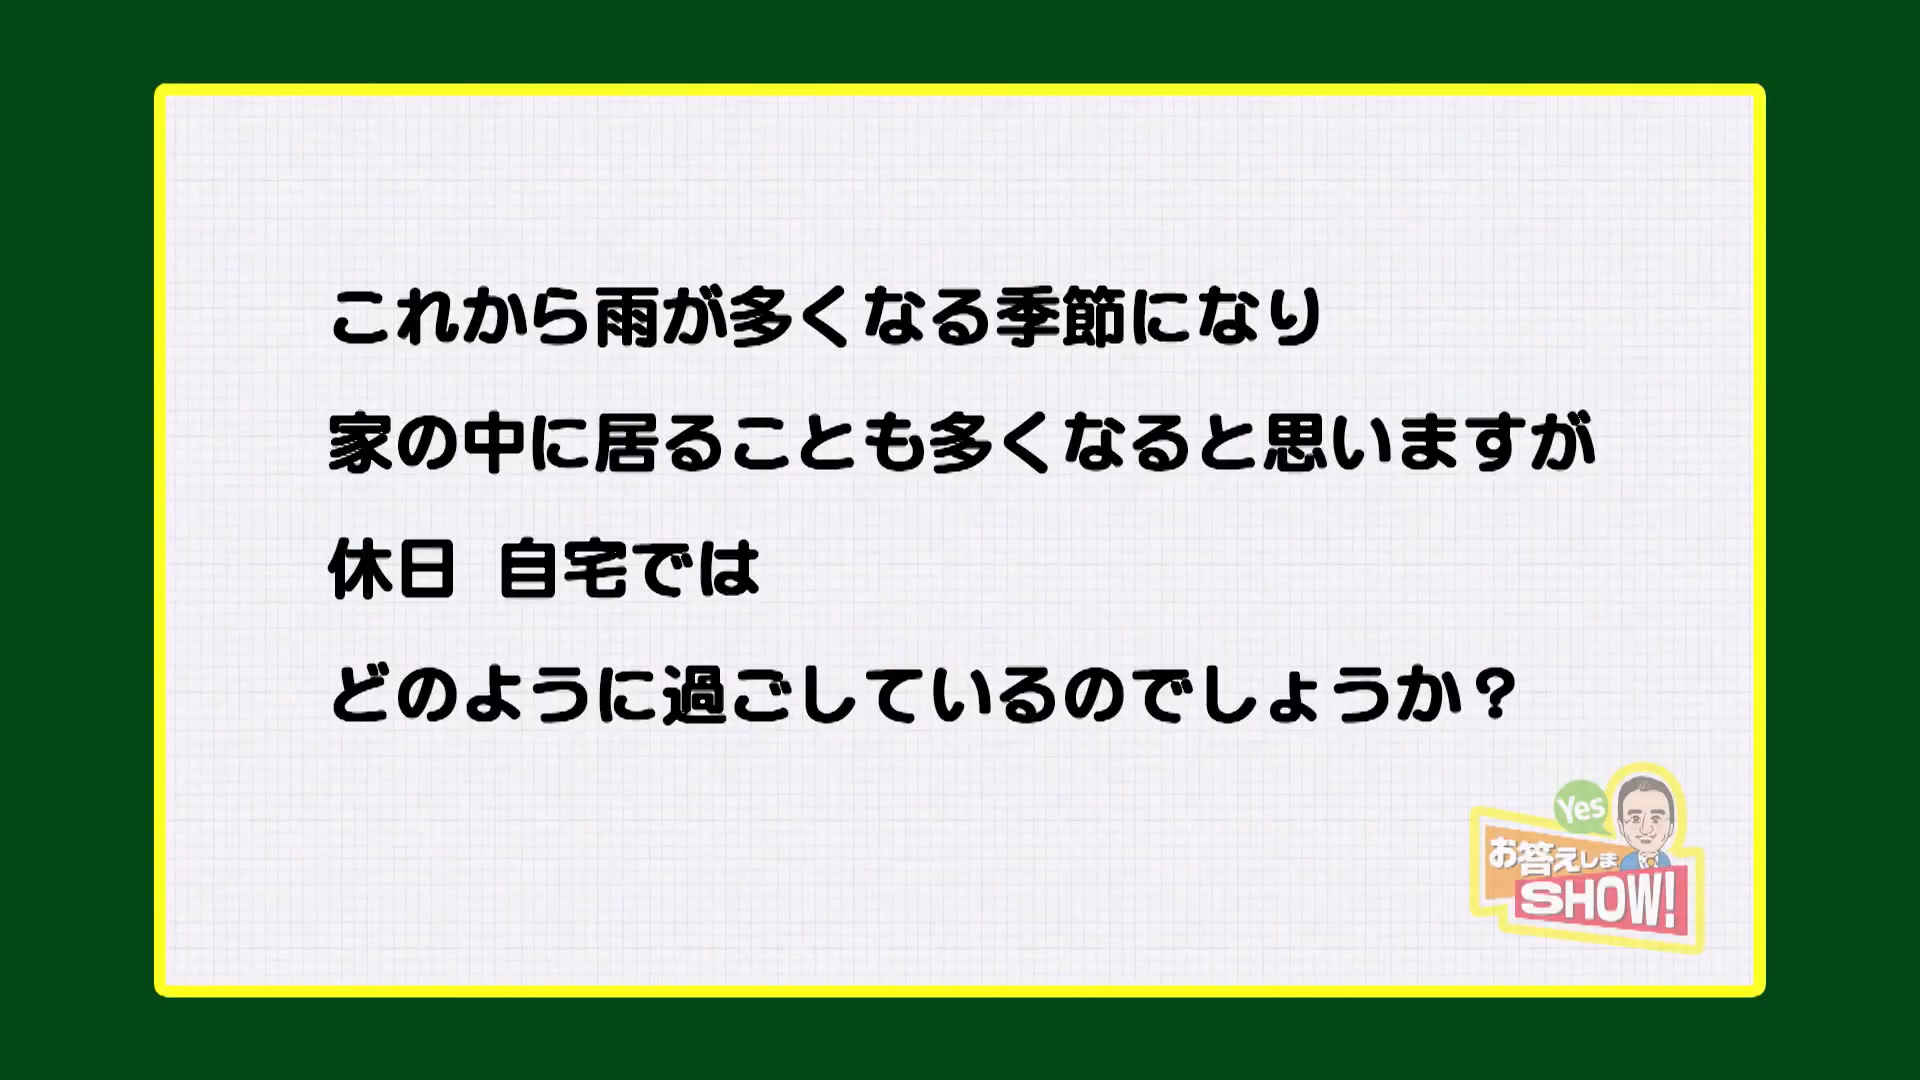 これから雨が多くなる季節になり
家の中に居ることも多くなると思いますが
休日 自宅では
どのように過ごしているのでしょうか？
Yes
お答えしま
SHOW!